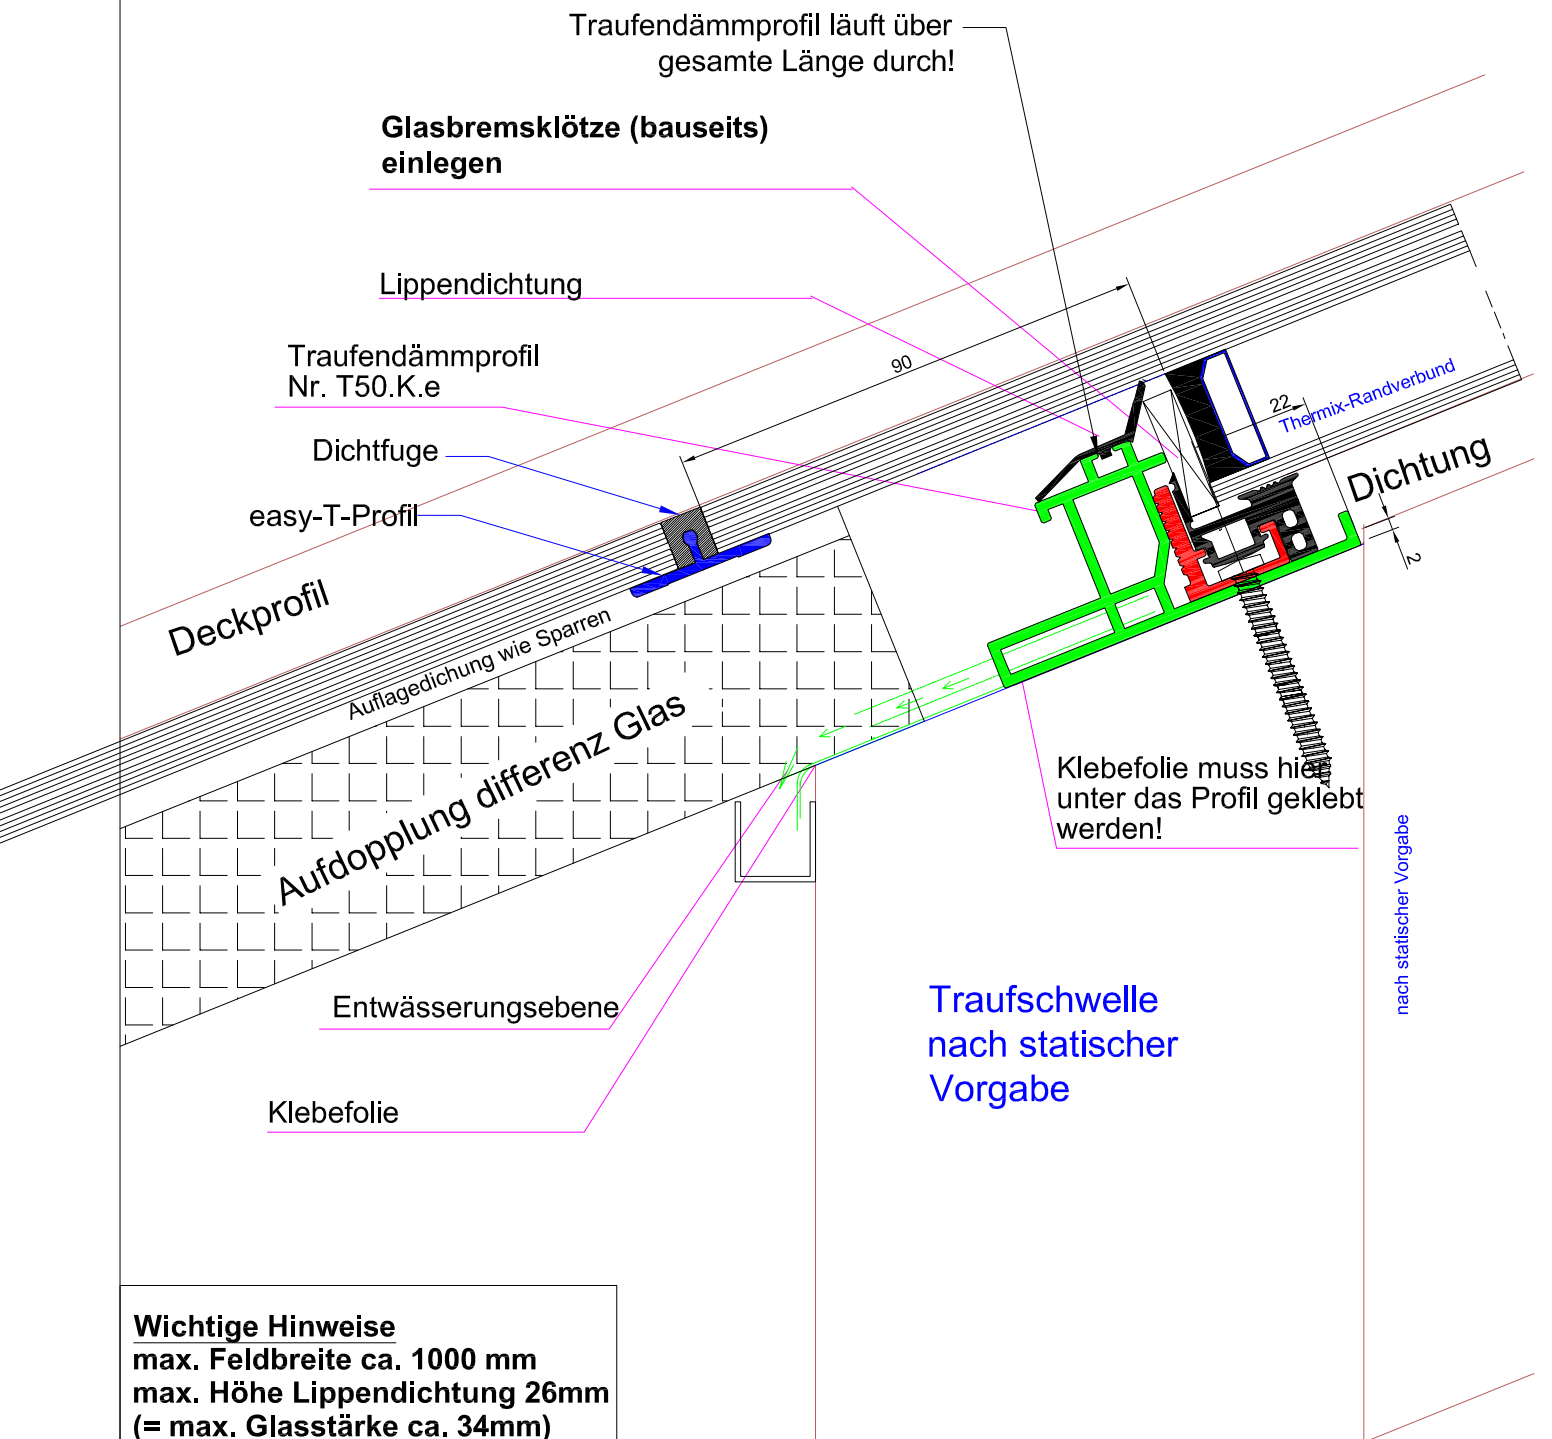 Traufendämmprofil läuft über
gesamte Länge durch!
Glasbremsklötze (bauseits)
einlegen
Lippendichtung
Traufendämmprofil
Nr. T50.K.e
Dichtfuge
easy-T-Profil
90
22
Thermix-Randverbund
Dichtung
2
Deckprofil
Auflagedichung wie Sparren
Aufdopplung differenz Glas
Klebefolie muss hier
unter das Profil geklebt
werden!
nach statischer Vorgabe
Entwässerungsebene
Klebefolie
Traufschwelle
nach statischer
Vorgabe
Wichtige Hinweise
max. Feldbreite ca. 1000 mm
max. Höhe Lippendichtung 26mm
(= max. Glasstärke ca. 34mm)